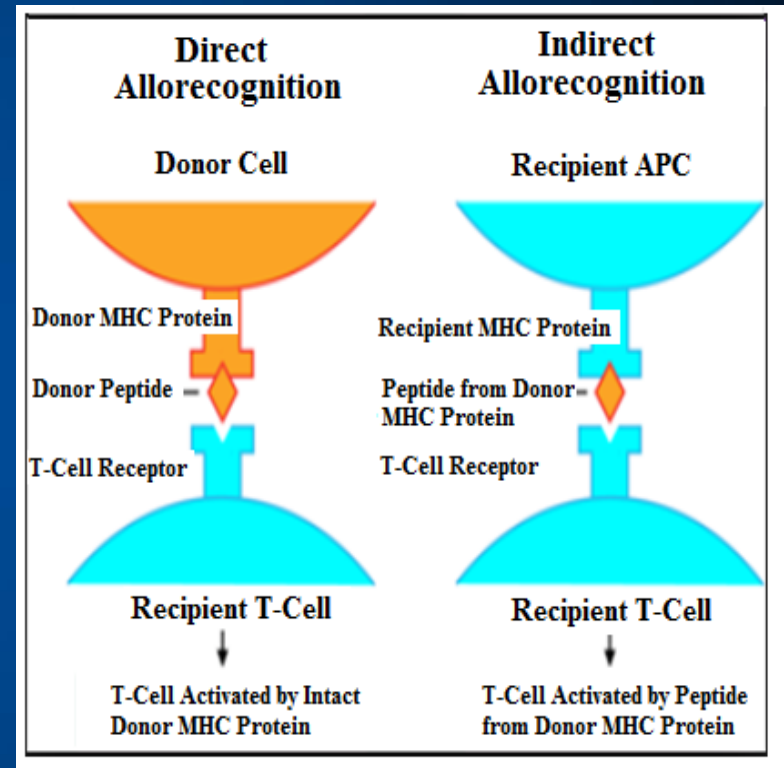 Direct
Allorecognition
Donor Cell
Donor MHC Protein
Donor Peptide
T-Cell Receptor
Recipient T-Cell
T-Cell Activated by Intact
Donor MHC Protein
Indirect
Allorecognition
Recipient APC
Recipient MHC Protein
Peptide from Donor
MHC Protein
T-Cell Receptor
Recipient T-Cell
T-Cell Activated by Peptide
from Donor MHC Protein